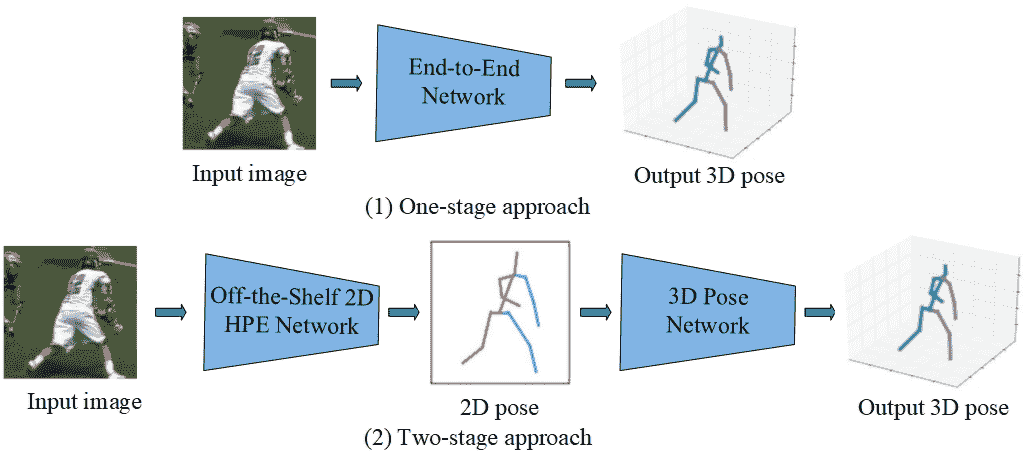 End-to-End
Network
Input image
Output 3D pose
(1) One-stage approach
Off-the-Shelf 2D
HPE Network
3D Pose
Network
Input image
2D pose
Output 3D pose
(2) Two-stage approach